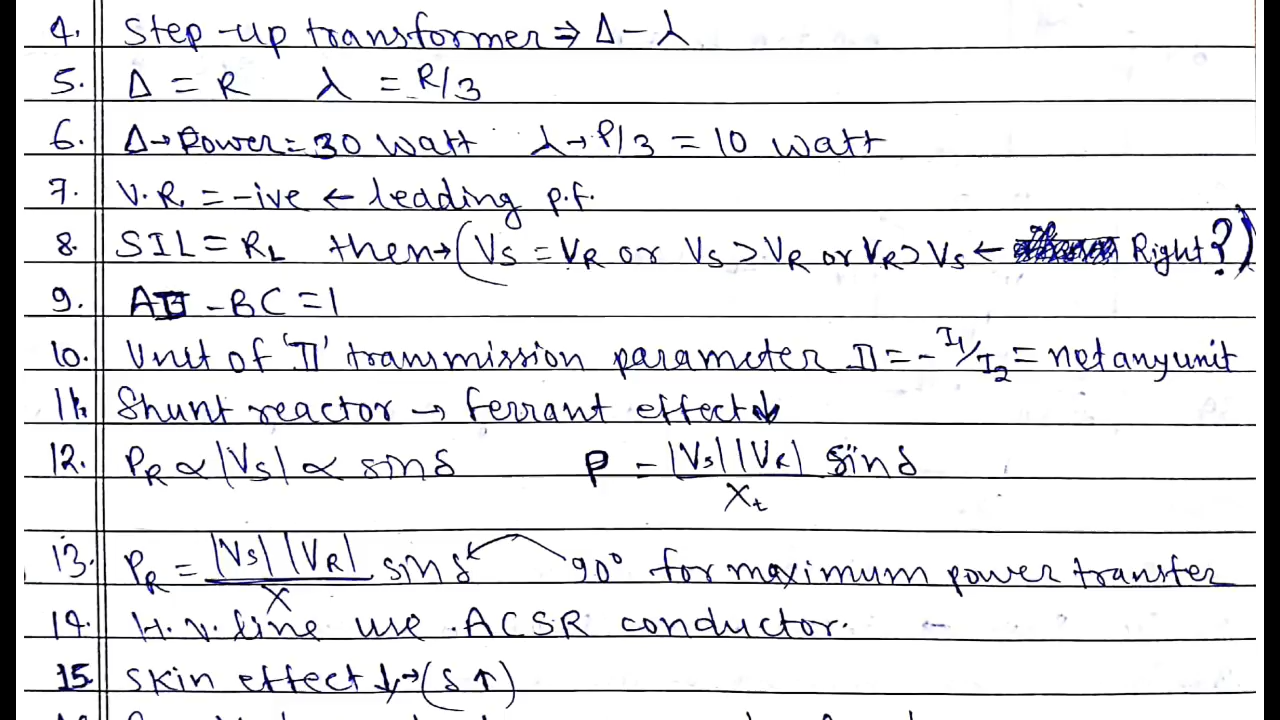 4. Step-up transformer ⇒ Δ - λ
5. Δ = R λ = R/3
6. Δ→Power = 30 watt λ→P/3 = 10 watt
7. V.R. = -ive ← leading p.f.
8. SIL = RL then→(Vs = VR or Vs > VR or VR > Vs ← Right?)
9. AD - BC = 1
10. Unit of 'Π' transmission parameter D = -I1/I2 = not any unit
11. Shunt reactor → ferrant effect↓
12. PR ∝ |Vs| ∝ sinδ P = |Vs| |VR| / Xt sinδ
13. PR = |Vs| |VR| / X sinδ 90° for maximum power transfer
14. H.V. line use ACSR conductor.
15. Skin effect ↓→(δ ↑)